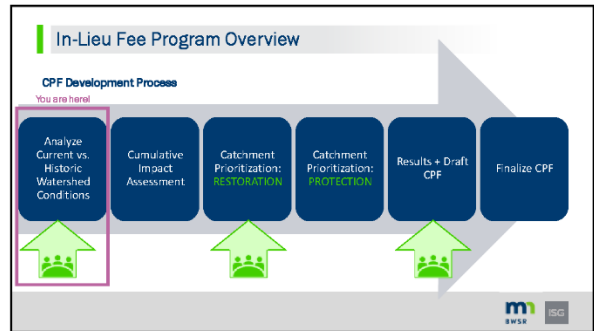 In-Lieu Fee Program Overview
CPF Development Process
You are here!
Analyze
Current vs.
Historic
Watershed
Conditions
Cumulative
Impact
Assessment
Catchment
Prioritization:
RESTORATION
Catchment
Prioritization:
PROTECTION
Results + Draft
CPF
Finalize CPF
BWSR
ISG